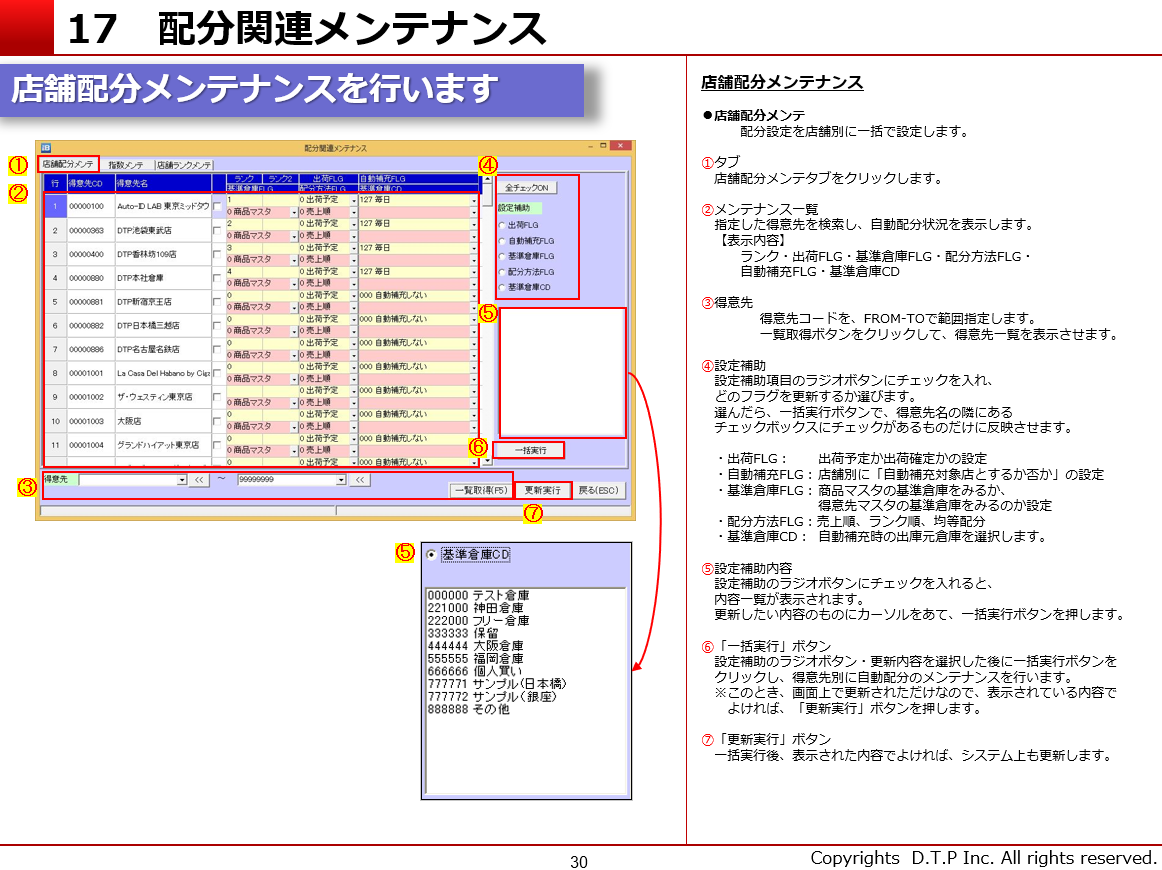 17 配分関連メンテナンス
店舗配分メンテナンスを行います
①
②
③
④
⑤
⑥
⑦
配分関連メンテナンス
店舗配分メンテ 指数メンテ 店舗ランクメンテ
行 得意先CD 得意先名 ランク ランク2 出荷FLG 自動補充FLG
基準倉庫FLG 配分方法FLG 基準倉庫CD
1 00000100 Auto-ID LAB 東京ミッドタウ 1 0 出荷予定 127 毎日
0 商品マスタ 0 売上順
2 00000363 DTP池袋東武店 2 0 出荷予定 127 毎日
0 商品マスタ 0 売上順
3 00000400 DTP香林坊109店 3 0 出荷予定 127 毎日
0 商品マスタ 0 売上順
4 00000880 DTP本社倉庫 4 0 出荷予定 127 毎日
0 商品マスタ 0 売上順
5 00000881 DTP新宿京王店 0 0 出荷予定 000 自動補充しない
0 商品マスタ 0 売上順
6 00000882 DTP日本橋三越店 0 0 出荷予定 000 自動補充しない
0 商品マスタ 0 売上順
7 00000886 DTP名古屋名鉄店 0 0 出荷予定 000 自動補充しない
0 商品マスタ 0 売上順
8 00001001 La Casa Del Habano by Ciga 0 0 出荷予定 000 自動補充しない
0 商品マスタ 0 売上順
9 00001002 ザ・ウェスティン東京店 0 出荷予定 000 自動補充しない
0 商品マスタ 0 売上順
10 00001003 大阪店 0 0 出荷予定 000 自動補充しない
0 商品マスタ 0 売上順
11 00001004 グランドハイアット東京店 0 0 出荷予定 000 自動補充しない
0 商品マスタ 0 売上順
0 0 出荷予定 000 自動補充しない
全チェックON
設定補助
出荷FLG
自動補充FLG
基準倉庫FLG
配分方法FLG
基準倉庫CD
一括実行
得意先 << ～ 99999999 <<
一覧取得(F5) 更新実行 戻る(ESC)
⑤
基準倉庫CD
000000 テスト倉庫
221000 神田倉庫
222000 フリー倉庫
333333 保留
444444 大阪倉庫
555555 福岡倉庫
666666 個人買い
777771 サンプル(日本橋)
777772 サンプル(銀座)
888888 その他
店舗配分メンテナンス
●店舗配分メンテ
配分設定を店舗別に一括で設定します。
①タブ
店舗配分メンテタブをクリックします。
②メンテナンス一覧
指定した得意先を検索し、自動配分状況を表示します。
【表示内容】
ランク・出荷FLG・基準倉庫FLG・配分方法FLG・
自動補充FLG・基準倉庫CD
③得意先
得意先コードを、FROM-TOで範囲指定します。
一覧取得ボタンをクリックして、得意先一覧を表示させます。
④設定補助
設定補助項目のラジオボタンにチェックを入れ、
どのフラグを更新するか選びます。
選んだら、一括実行ボタンで、得意先名の隣にある
チェックボックスにチェックがあるものだけに反映させます。
・出荷FLG： 出荷予定か出荷確定かの設定
・自動補充FLG：店舗別に「自動補充対象店とするか否か」の設定
・基準倉庫FLG：商品マスタの基準倉庫をみるか、
得意先マスタの基準倉庫をみるのか設定
・配分方法FLG：売上順、ランク順、均等配分
・基準倉庫CD： 自動補充時の出庫元倉庫を選択します。
⑤設定補助内容
設定補助のラジオボタンにチェックを入れると、
内容一覧が表示されます。
更新したい内容のものにカーソルをあて、一括実行ボタンを押します。
⑥「一括実行」ボタン
設定補助のラジオボタン・更新内容を選択した後に一括実行ボタンを
クリックし、得意先別に自動配分のメンテナンスを行います。
※このとき、画面上で更新されただけなので、表示されている内容で
よければ、「更新実行」ボタンを押します。
⑦「更新実行」ボタン
一括実行後、表示された内容でよければ、システム上も更新します。
30
Copyrights D.T.P Inc. All rights reserved.